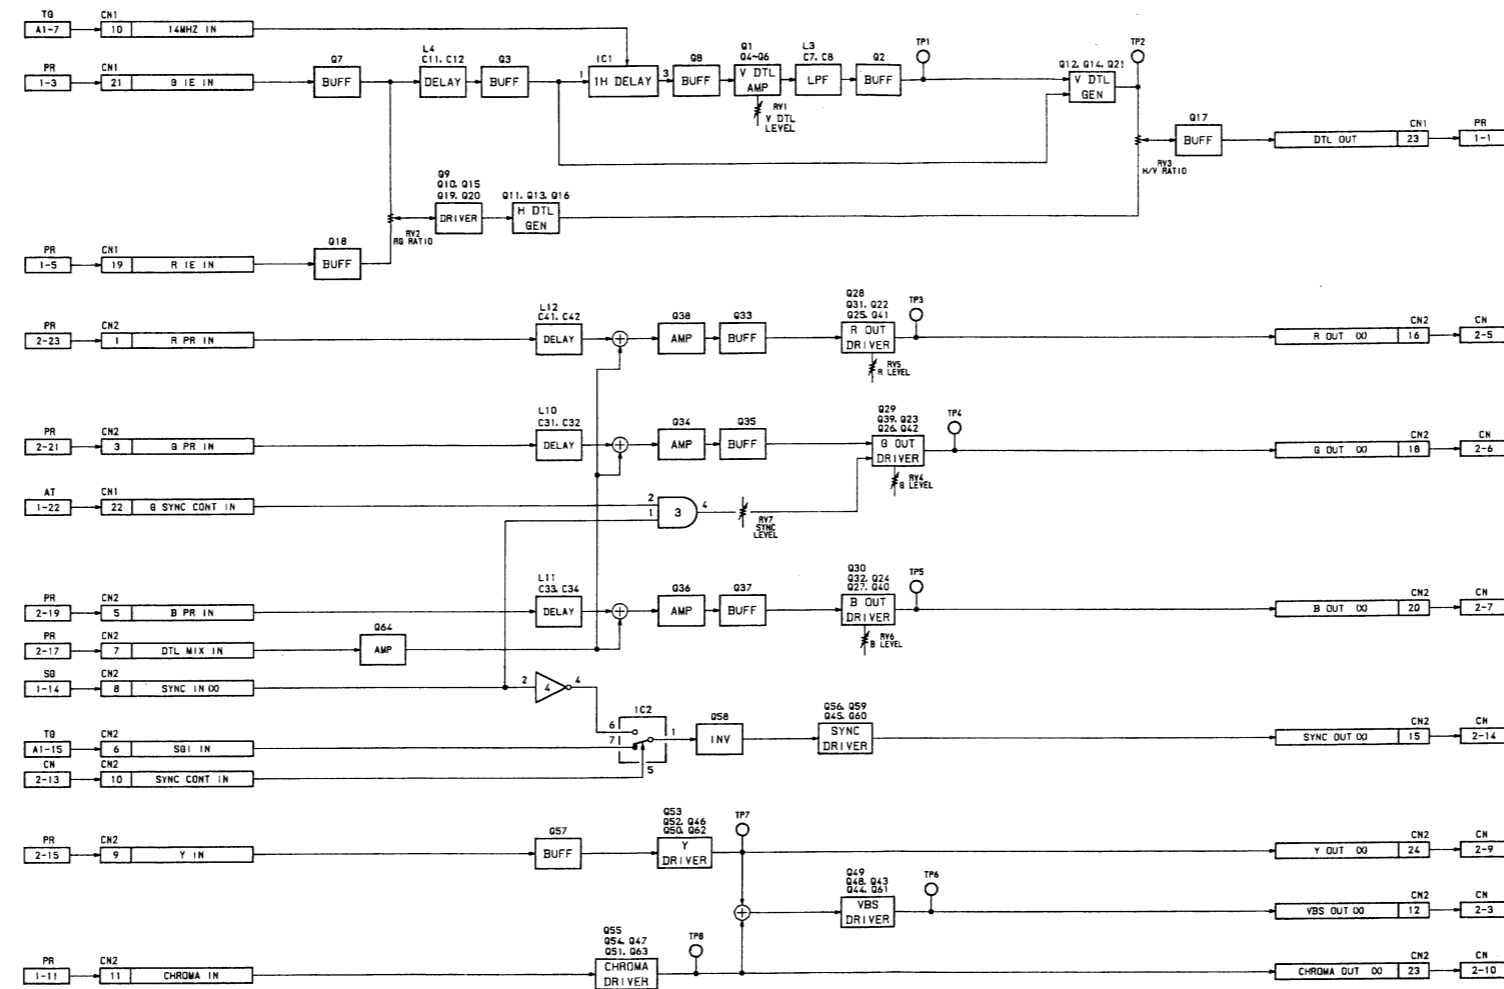 TG CN1
A1-7 10 14MHZ IN
PR CN1
1-3 21 G IE IN
Q7
BUFF
L4
C11. C12
DELAY
Q3
BUFF
IC1
1 1H DELAY 3
Q8
BUFF
Q1
Q4~Q6
V DTL
AMP
RV1
V DTL
LEVEL
L3
C7. C8
LPF
Q2
BUFF
TP1
Q12. Q14. Q21
V DTL
GEN
TP2
RV3
H/V RATIO
Q17
BUFF
CN1 PR
DTL OUT 23 1-1
RV2
RG RATIO
Q9
Q10. Q15
Q19. Q20
DRIVER
Q11. Q13. Q16
H DTL
GEN
PR CN1
1-5 19 R IE IN
Q18
BUFF
PR CN2
2-23 1 R PR IN
L12
C41. C42
DELAY
Q38
AMP
Q33
BUFF
Q28
Q31. Q22
Q25. Q41
R OUT
DRIVER
RV5
R LEVEL
TP3
CN2 CN
R OUT 16 2-5
PR CN2
2-21 3 G PR IN
L10
C31. C32
DELAY
Q34
AMP
Q35
BUFF
Q29
Q39. Q23
Q26. Q42
G OUT
DRIVER
RV4
G LEVEL
TP4
CN2 CN
G OUT 18 2-6
AT CN1
1-22 22 G SYNC CONT IN
2
1 3 4
RV7
SYNC
LEVEL
PR CN2
2-19 5 B PR IN
L11
C33. C34
DELAY
Q36
AMP
Q37
BUFF
Q30
Q32. Q24
Q27. Q40
B OUT
DRIVER
RV6
B LEVEL
TP5
CN2 CN
B OUT 20 2-7
PR CN2
2-17 7 DTL MIX IN
Q64
AMP
SG CN2
1-14 8 SYNC IN
2 4 4
TG CN2
A1-15 6 SGI IN
CN CN2
2-13 10 SYNC CONT IN
IC2
6
7 1
5
Q58
INV
Q56. Q59
Q45. Q60
SYNC
DRIVER
CN2 CN
SYNC OUT 15 2-14
PR CN2
2-15 9 Y IN
Q57
BUFF
Q53
Q52. Q46
Q50. Q62
Y
DRIVER
TP7
CN2 CN
Y OUT 24 2-9
Q49
Q48. Q43
Q44. Q61
VBS
DRIVER
TP6
CN2 CN
VBS OUT 12 2-3
PR CN2
1-11 11 CHROMA IN
Q55
Q54. Q47
Q51. Q63
CHROMA
DRIVER
TP8
CN2 CN
CHROMA OUT 23 2-10